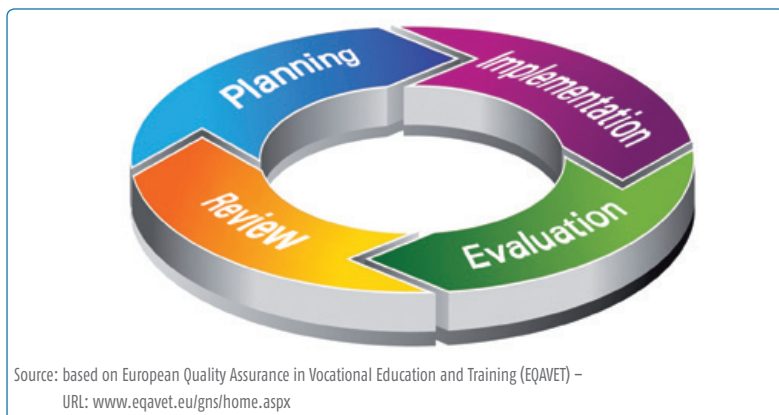 Planning
Implementation
Evaluation
Review
Source: based on European Quality Assurance in Vocational Education and Training (EQAVET) –
URL: www.eqavet.eu/gns/home.aspx